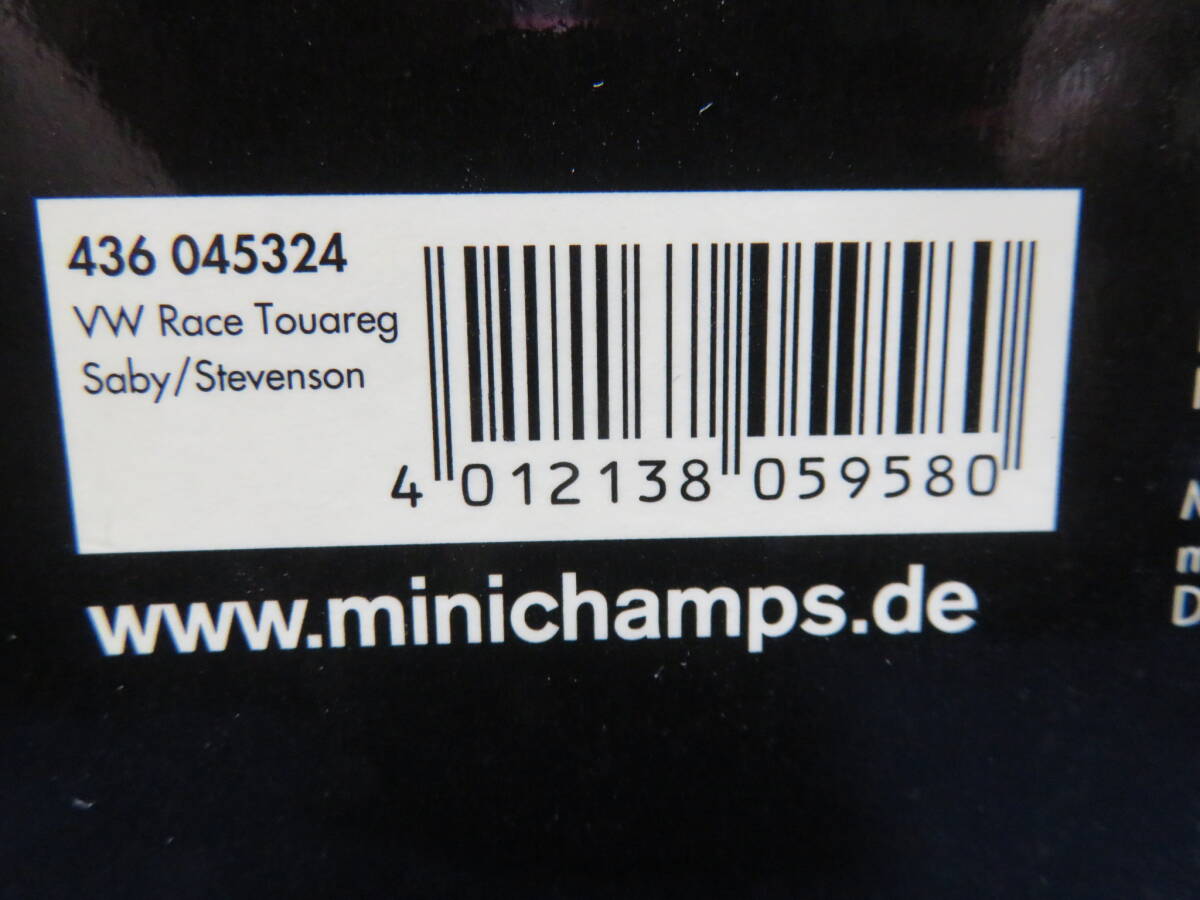 436 045324
VW Race Touareg
Saby/Stevenson
4 012138 059580
www.minichamps.de